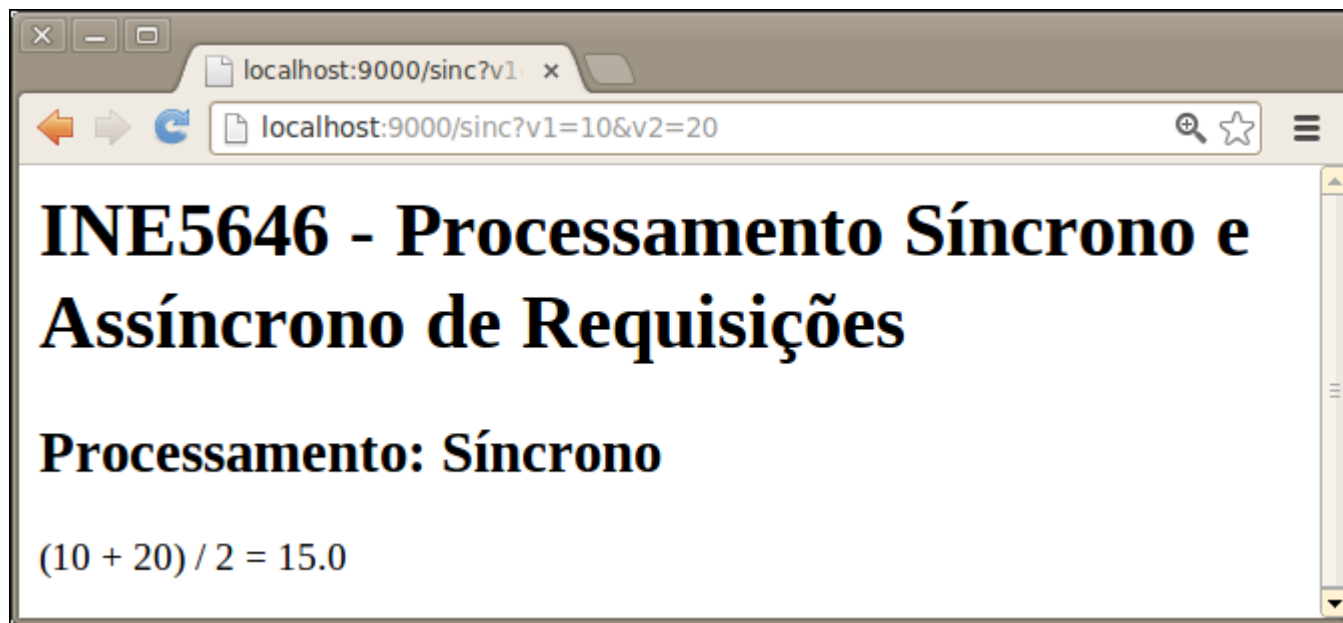 localhost:9000/sinc?v1
localhost:9000/sinc?v1=10&v2=20
INE5646 - Processamento Síncrono e
Assíncrono de Requisições
Processamento: Síncrono
(10 + 20) / 2 = 15.0